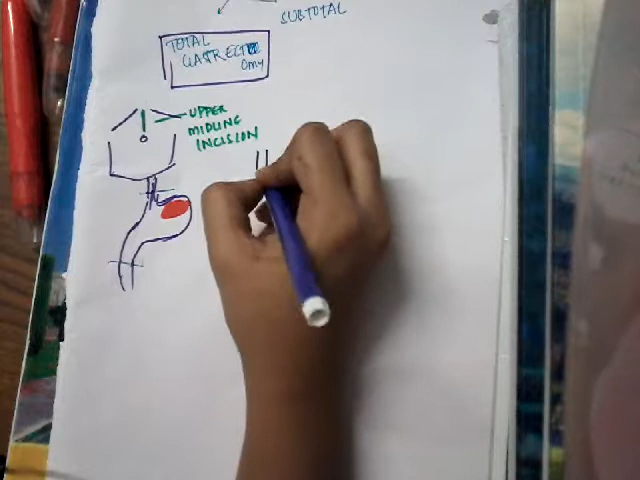 SUBTOTAL
TOTAL
GASTRECTOMY
UPPER
MIDLINE
INCISION